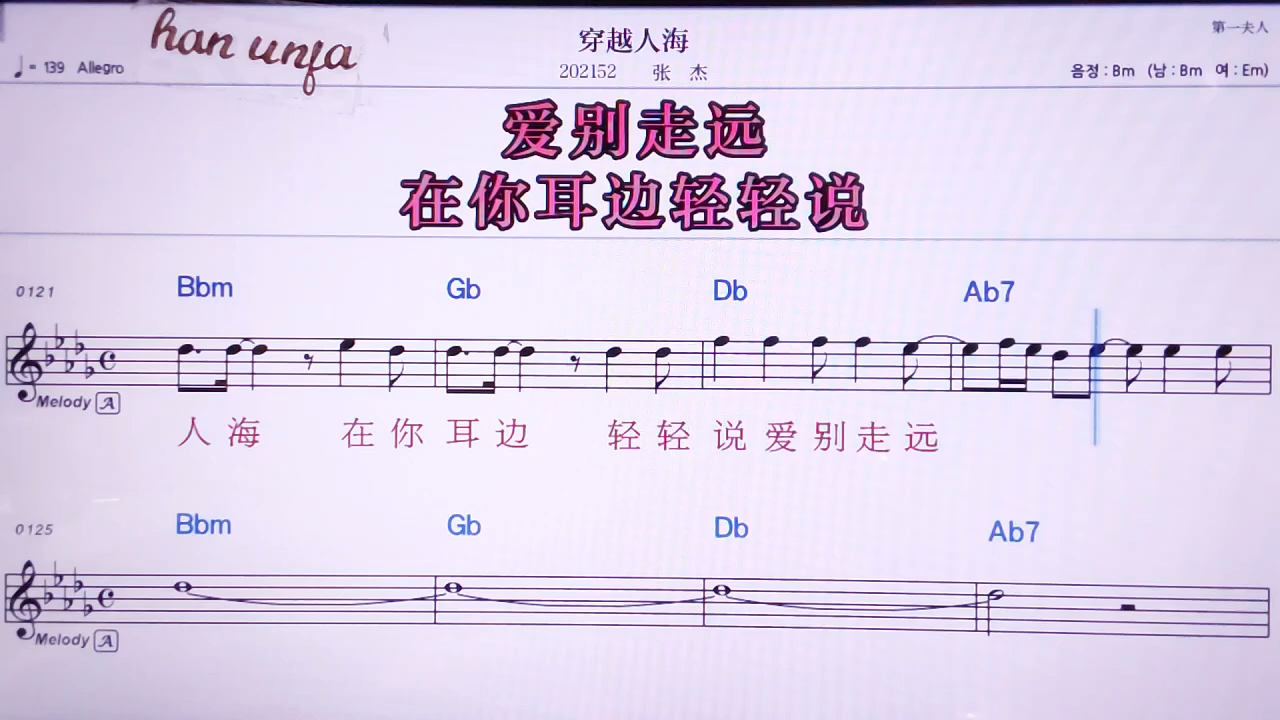 han unfa
穿越人海
第一夫人
♩= 139 Allegro
202152 张 杰
음정 : Bm (남 : Bm 여 : Em)
爱别走远
在你耳边轻轻说
0121 Bbm Gb Db Ab7
Melody A
人 海 在 你 耳 边 轻 轻 说 爱 别 走 远
0125 Bbm Gb Db Ab7
Melody A